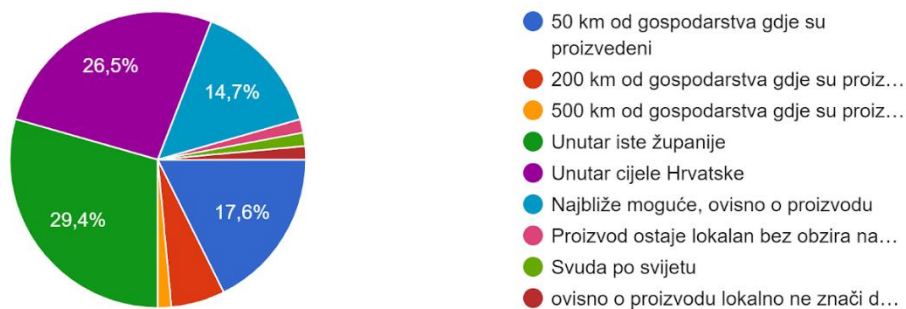 26,5%
14,7%
29,4%
17,6%
50 km od gospodarstva gdje su
proizvedeni
200 km od gospodarstva gdje su proiz…
500 km od gospodarstva gdje su proiz…
Unutar iste županije
Unutar cijele Hrvatske
Najbliže moguće, ovisno o proizvodu
Proizvod ostaje lokalan bez obzira na…
Svuda po svijetu
ovisno o proizvodu lokalno ne znači d…